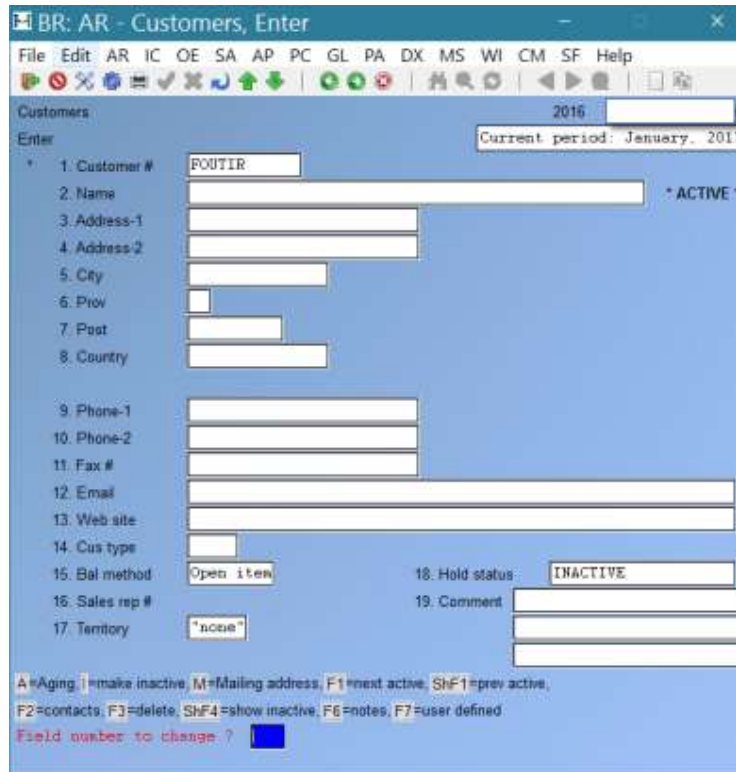 BR: AR - Customers, Enter
File Edit AR IC OE SA AP PC GL PA DX MS WI CM SF Help
Customers 2016
Enter Current period: January, 201
* 1. Customer # FOUTIR
2. Name * ACTIVE *
3. Address-1
4. Address-2
5. City
6. Prov
7. Post
8. Country
9. Phone-1
10. Phone-2
11. Fax #
12. Email
13. Web site
14. Cus type
15. Bal method Open item 18. Hold status INACTIVE
16. Sales rep # 19. Comment
17. Territory "none"
A=Aging, I=make inactive, M=Mailing address, F1=next active, ShF1=prev active,
F2=contacts, F3=delete, ShF4=show inactive, F6=notes, F7=user defined
Field number to change ?